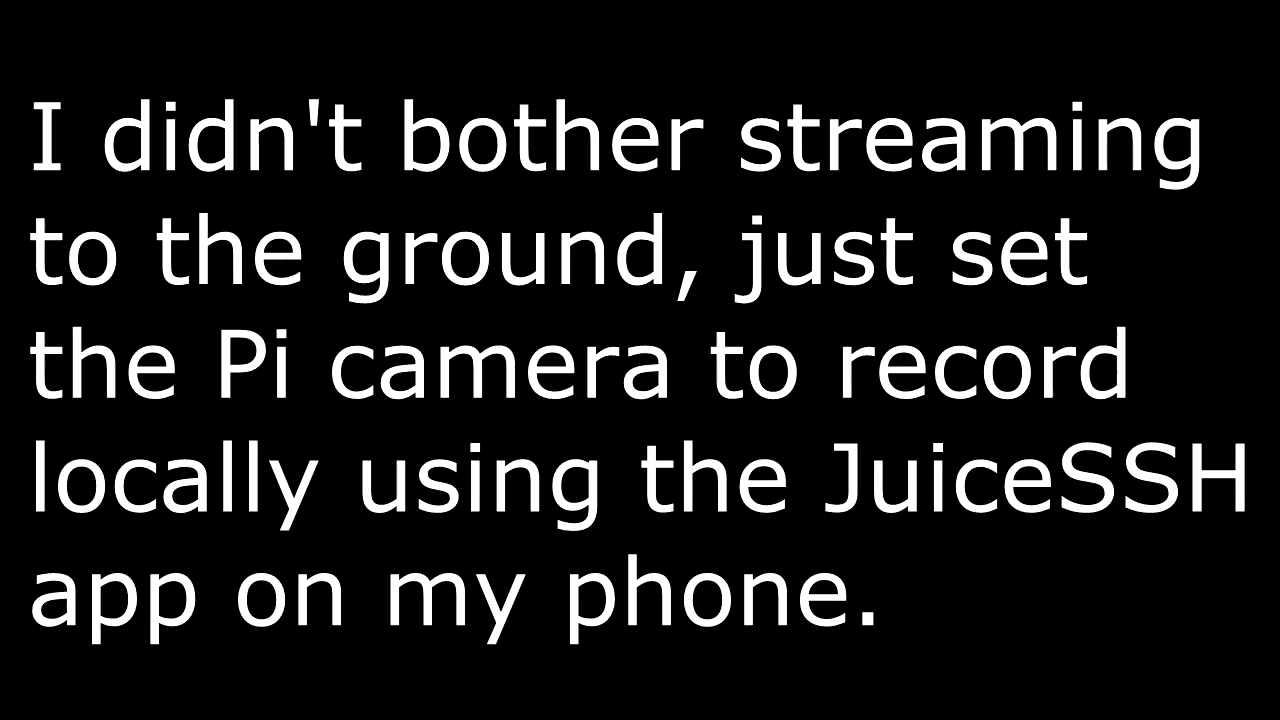 I didn't bother streaming
to the ground, just set
the Pi camera to record
locally using the JuiceSSH
app on my phone.